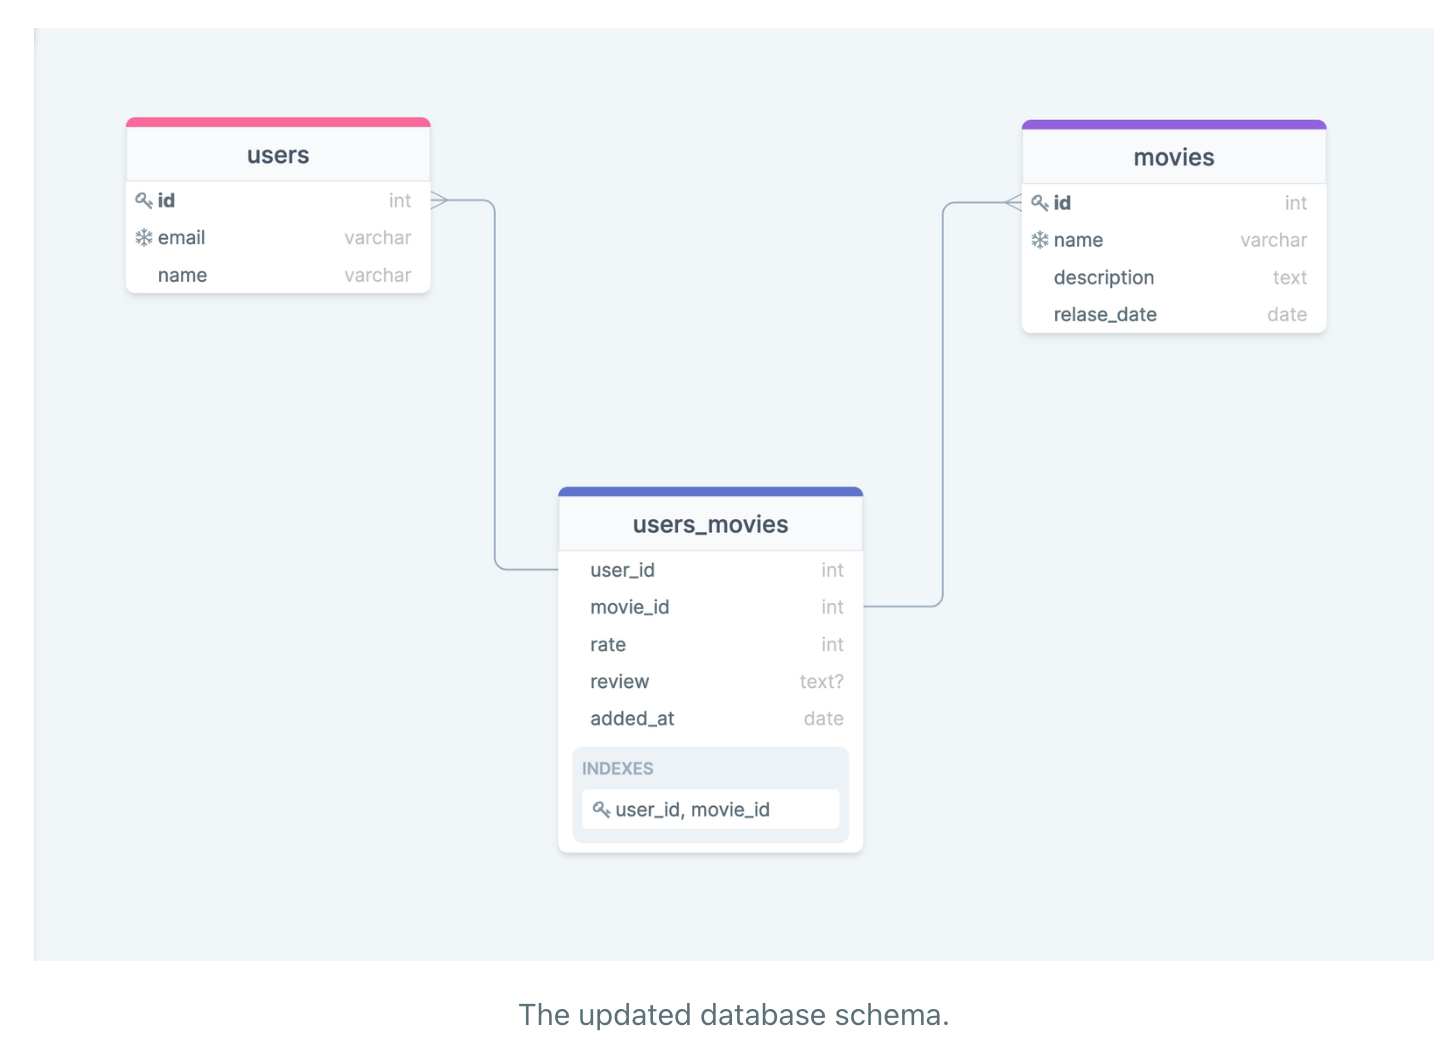 users
id int
email varchar
name varchar
movies
id int
name varchar
description text
relase_date date
users_movies
user_id int
movie_id int
rate int
review text?
added_at date
INDEXES
user_id, movie_id
The updated database schema.